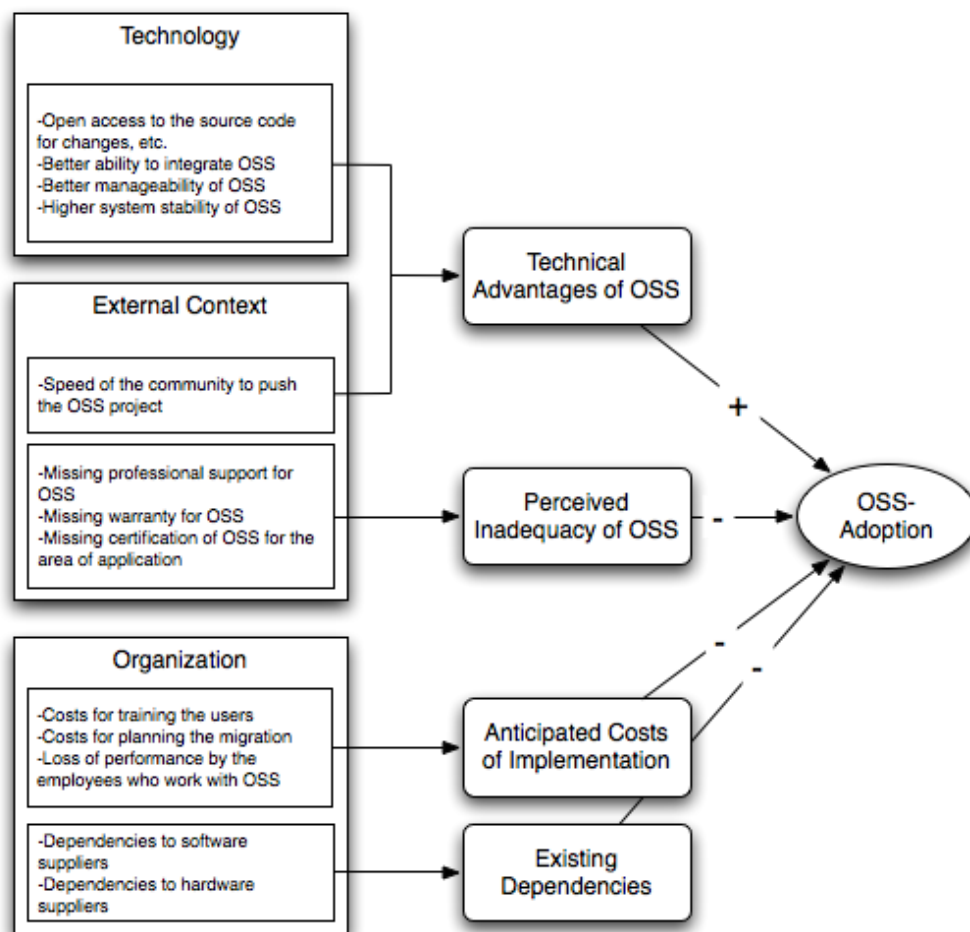 Technology
-Open access to the source code
for changes, etc.
-Better ability to integrate OSS
-Better manageability of OSS
-Higher system stability of OSS
Technical
Advantages of OSS
External Context
-Speed of the community to push
the OSS project
+
-Missing professional support for
OSS
-Missing warranty for OSS
-Missing certification of OSS for the
area of application
Perceived
Inadequacy of OSS
-
OSS-
Adoption
Organization
-Costs for training the users
-Costs for planning the migration
-Loss of performance by the
employees who work with OSS
Anticipated Costs
of Implementation
-
-
-Dependencies to software
suppliers
-Dependencies to hardware
suppliers
Existing
Dependencies